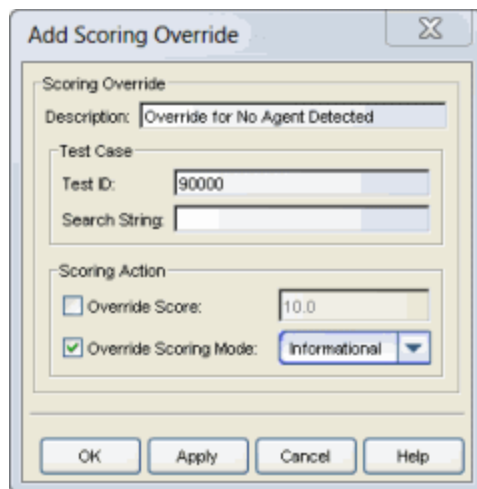 Add Scoring Override
Scoring Override
Description: Override for No Agent Detected
Test Case
Test ID: 90000
Search String:
Scoring Action
Override Score: 10.0
Override Scoring Mode: Informational
OK Apply Cancel Help